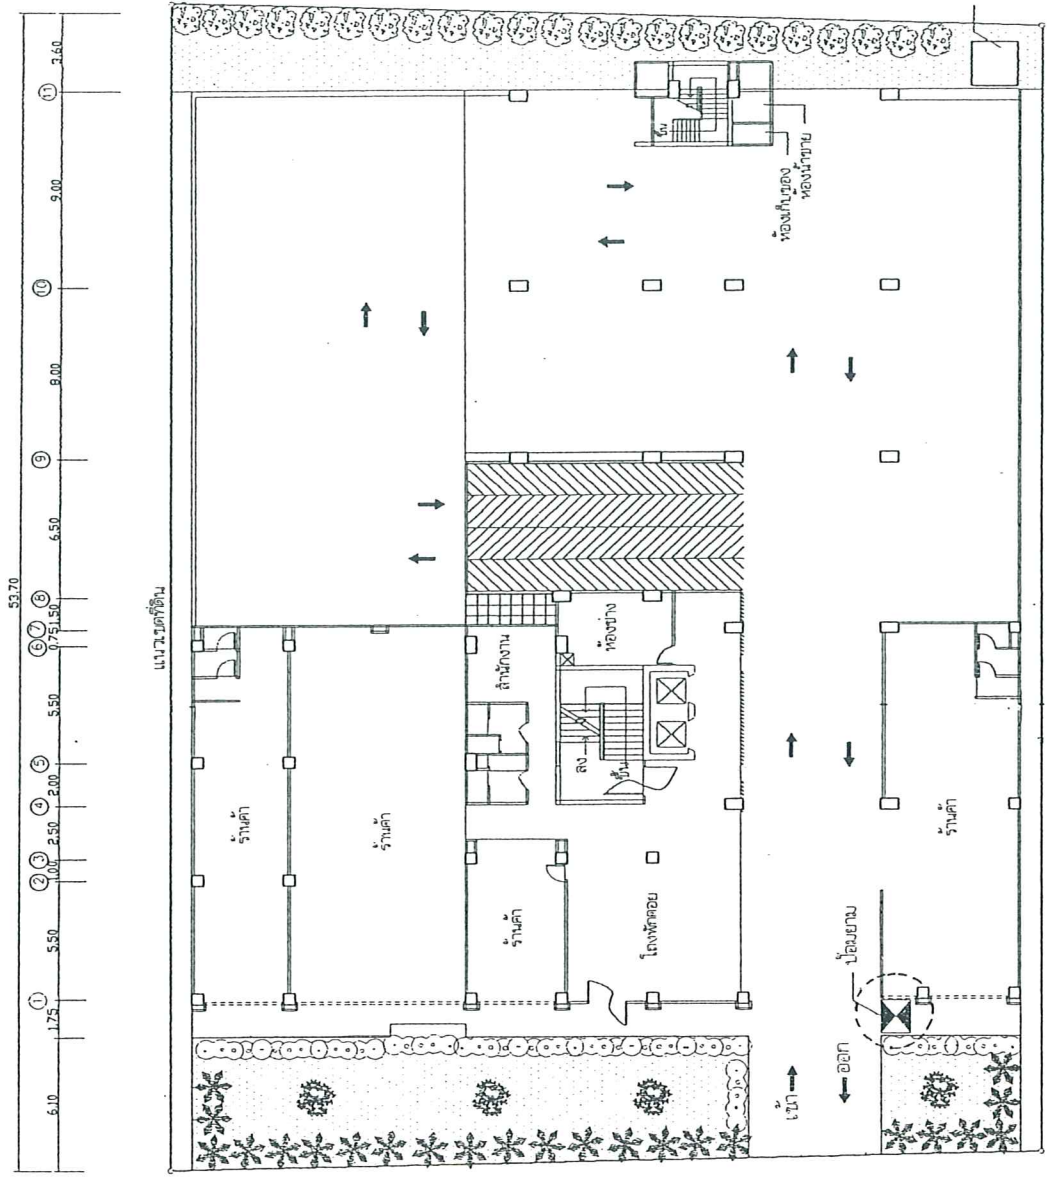 53.70
3.60
9.00
8.00
6.50
1.50
0.75
5.50
2.00
2.50
1.00
5.50
1.75
6.10
11
10
9
8
7
6
5
4
3
2
1
แนวเขตที่ดิน
ขึ้น
ห้องเก็บของ
ห้องน้ำชาย
ห้องช่าง
สำนักงาน
ลง
ขึ้น
ร้านค้า
ร้านค้า
ร้านค้า
โถงพักคอย
ร้านค้า
ป้อมยาม
เข้า
ออก